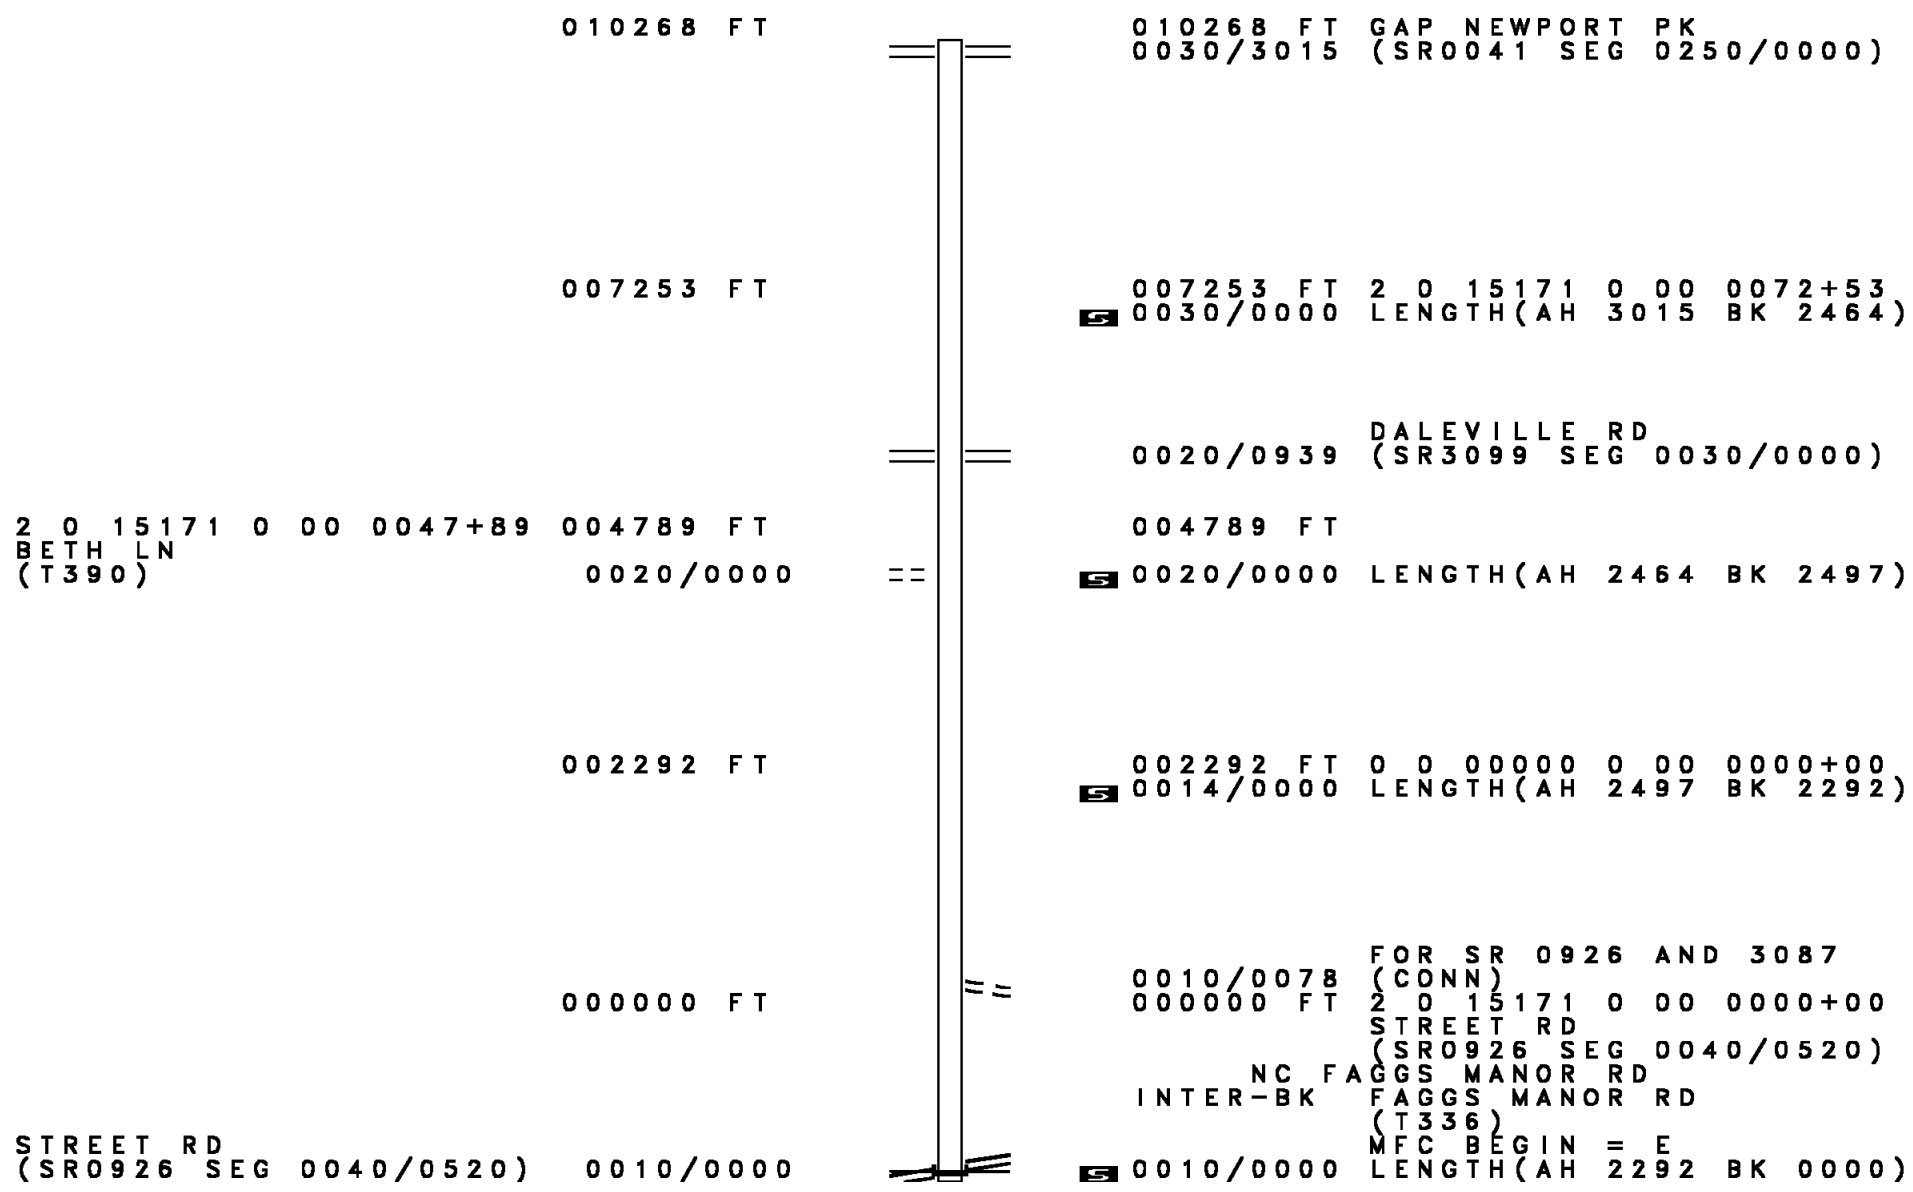 010268 FT 010268 FT GAP NEWPORT PK
0030/3015 (SR0041 SEG 0250/0000)
007253 FT 007253 FT 2 0 15171 0 00 0072+53
S 0030/0000 LENGTH(AH 3015 BK 2464)
DALEVILLE RD
0020/0939 (SR3099 SEG 0030/0000)
2 0 15171 0 00 0047+89 004789 FT 004789 FT
BETH LN
(T390) 0020/0000 S 0020/0000 LENGTH(AH 2464 BK 2497)
002292 FT 002292 FT 0 0 00000 0 00 0000+00
S 0014/0000 LENGTH(AH 2497 BK 2292)
FOR SR 0926 AND 3087
0010/0078 (CONN)
000000 FT 000000 FT 2 0 15171 0 00 0000+00
STREET RD
(SR0926 SEG 0040/0520)
NC FAGGS MANOR RD
INTER-BK FAGGS MANOR RD
(T336)
STREET RD MFC BEGIN = E
(SR0926 SEG 0040/0520) 0010/0000 S 0010/0000 LENGTH(AH 2292 BK 0000)